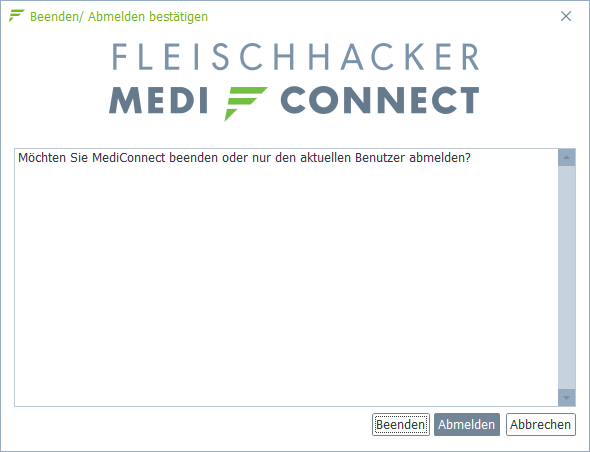 Beenden/ Abmelden bestätigen
FLEISCHHACKER
MEDI CONNECT
Möchten Sie MediConnect beenden oder nur den aktuellen Benutzer abmelden?
Beenden Abmelden Abbrechen